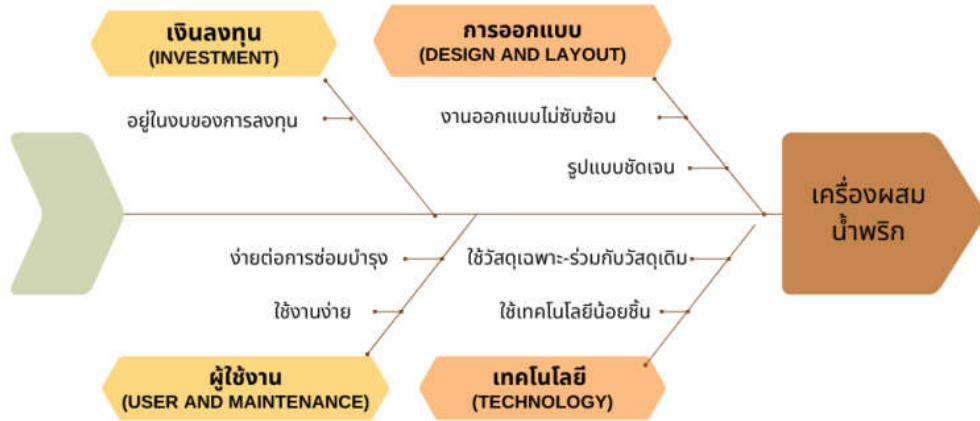 เงินลงทุน
(INVESTMENT)
การออกแบบ
(DESIGN AND LAYOUT)
อยู่ในงบของการลงทุน
งานออกแบบไม่ซับซ้อน
รูปแบบชัดเจน
เครื่องผสม
น้ำพริก
ง่ายต่อการซ่อมบำรุง
ใช้วัสดุเฉพาะ-ร่วมกับวัสดุเดิม
ใช้งานง่าย
ใช้เทคโนโลยีน้อยชิ้น
ผู้ใช้งาน
(USER AND MAINTENANCE)
เทคโนโลยี
(TECHNOLOGY)